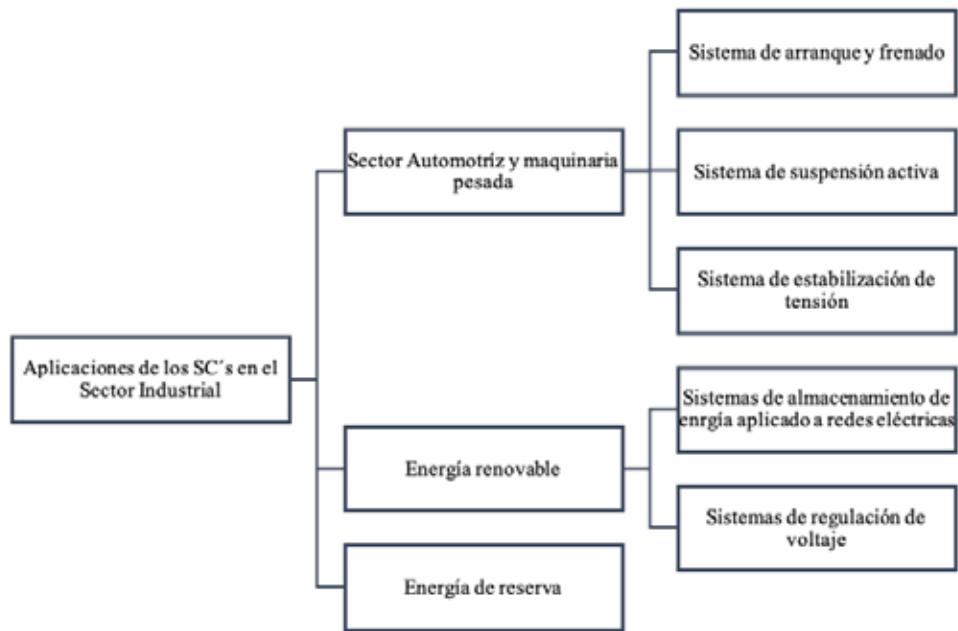 Aplicaciones de los SC´s en el
Sector Industrial
Sector Automotríz y maquinaria
pesada
Sistema de arranque y frenado
Sistema de suspensión activa
Sistema de estabilización de
tensión
Energía renovable
Sistemas de almacenamiento de
enrgía aplicado a redes eléctricas
Sistemas de regulación de
voltaje
Energía de reserva